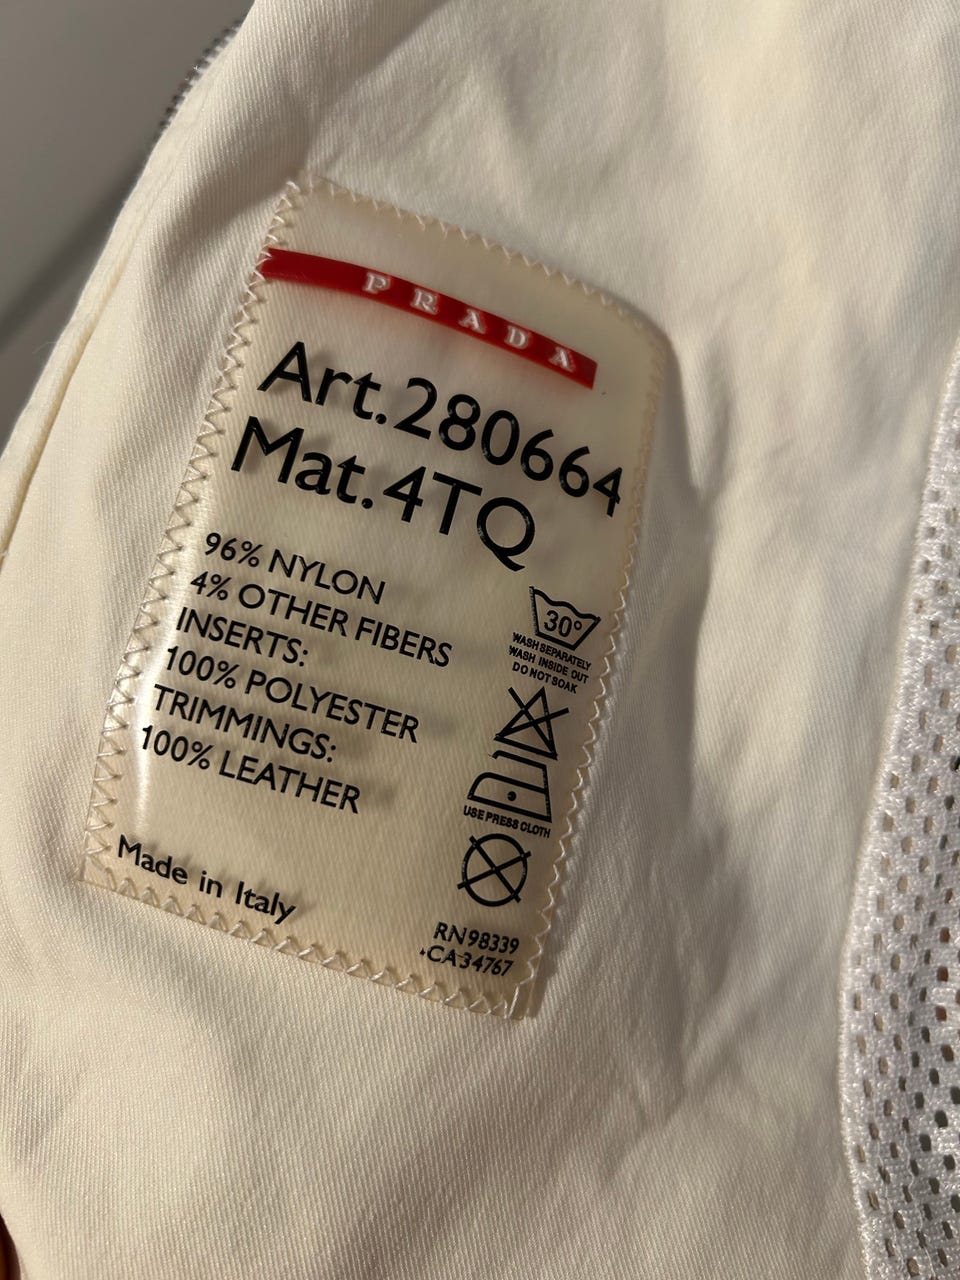 PRADA
Art.280664
Mat.4TQ
96% NYLON
4% OTHER FIBERS
INSERTS:
100% POLYESTER
TRIMMINGS:
100% LEATHER
30°
WASH SEPARATELY
WASH INSIDE OUT
DO NOT SOAK
USE PRESS CLOTH
Made in Italy
RN98339
CA34767